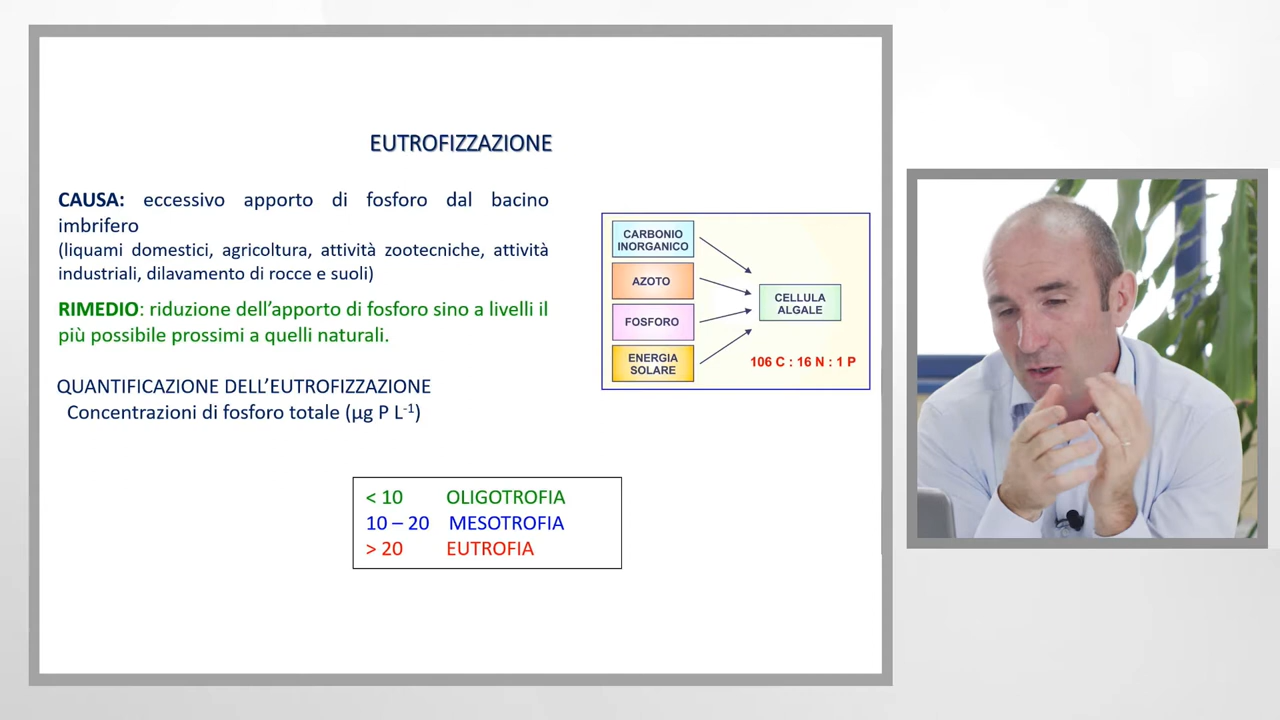 EUTROFIZZAZIONE
CAUSA: eccessivo apporto di fosforo dal bacino
imbrifero
(liquami domestici, agricoltura, attività zootecniche, attività
industriali, dilavamento di rocce e suoli)
RIMEDIO: riduzione dell’apporto di fosforo sino a livelli il
più possibile prossimi a quelli naturali.
QUANTIFICAZIONE DELL’EUTROFIZZAZIONE
Concentrazioni di fosforo totale (µg P L⁻¹)
CARBONIO
INORGANICO
AZOTO
FOSFORO
ENERGIA
SOLARE
CELLULA
ALGALE
106 C : 16 N : 1 P
< 10 OLIGOTROFIA
10 – 20 MESOTROFIA
> 20 EUTROFIA